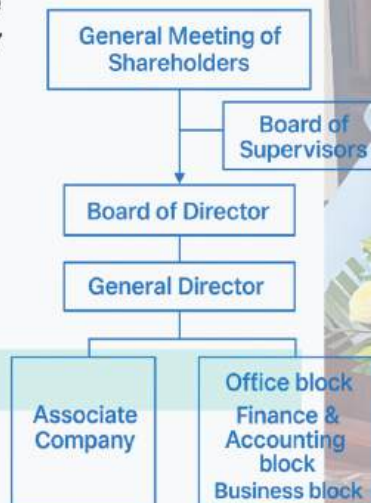 General Meeting of
Shareholders
Board of
Supervisors
Board of Director
General Director
Associate
Company
Office block
Finance &
Accounting
block
Business block